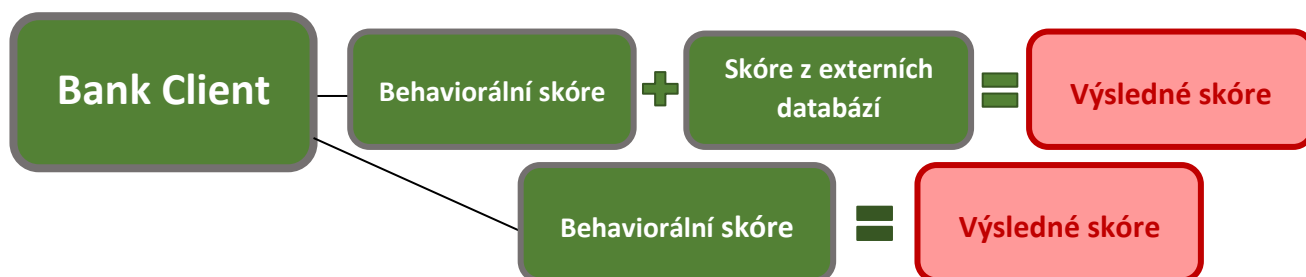 Bank Client
Behaviorální skóre
+
Skóre z externích
databází
=
Výsledné skóre
Behaviorální skóre
=
Výsledné skóre